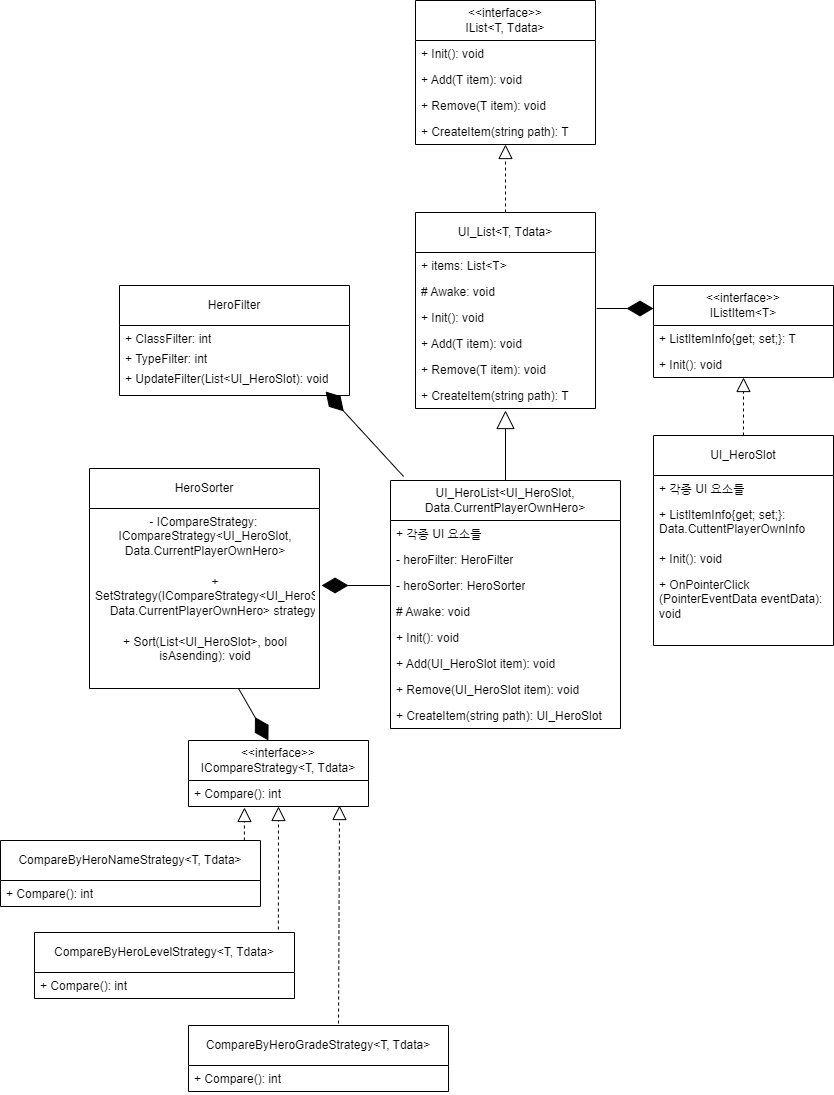 <<interface>>
IList<T, Tdata>
+ Init(): void
+ Add(T item): void
+ Remove(T item): void
+ CreateItem(string path): T
UI_List<T, Tdata>
+ items: List<T>
# Awake: void
+ Init(): void
+ Add(T item): void
+ Remove(T item): void
+ CreateItem(string path): T
<<interface>>
IListItem<T>
+ ListItemInfo{get; set;}: T
+ Init(): void
HeroFilter
+ ClassFilter: int
+ TypeFilter: int
+ UpdateFilter(List<UI_HeroSlot): void
UI_HeroSlot
+ 각종 UI 요소들
+ ListItemInfo{get; set;}:
Data.CuttentPlayerOwnInfo
+ Init(): void
+ OnPointerClick
(PointerEventData eventData):
void
HeroSorter
- ICompareStrategy:
ICompareStrategy<UI_HeroSlot,
Data.CurrentPlayerOwnHero>
+
SetStrategy(ICompareStrategy<UI_HeroS
Data.CurrentPlayerOwnHero> strategy
+ Sort(List<UI_HeroSlot>, bool
isAsending): void
UI_HeroList<UI_HeroSlot,
Data.CurrentPlayerOwnHero>
+ 각종 UI 요소들
- heroFilter: HeroFilter
- heroSorter: HeroSorter
# Awake: void
+ Init(): void
+ Add(UI_HeroSlot item): void
+ Remove(UI_HeroSlot item): void
+ CreateItem(string path): UI_HeroSlot
<<interface>>
ICompareStrategy<T, Tdata>
+ Compare(): int
CompareByHeroNameStrategy<T, Tdata>
+ Compare(): int
CompareByHeroLevelStrategy<T, Tdata>
+ Compare(): int
CompareByHeroGradeStrategy<T, Tdata>
+ Compare(): int